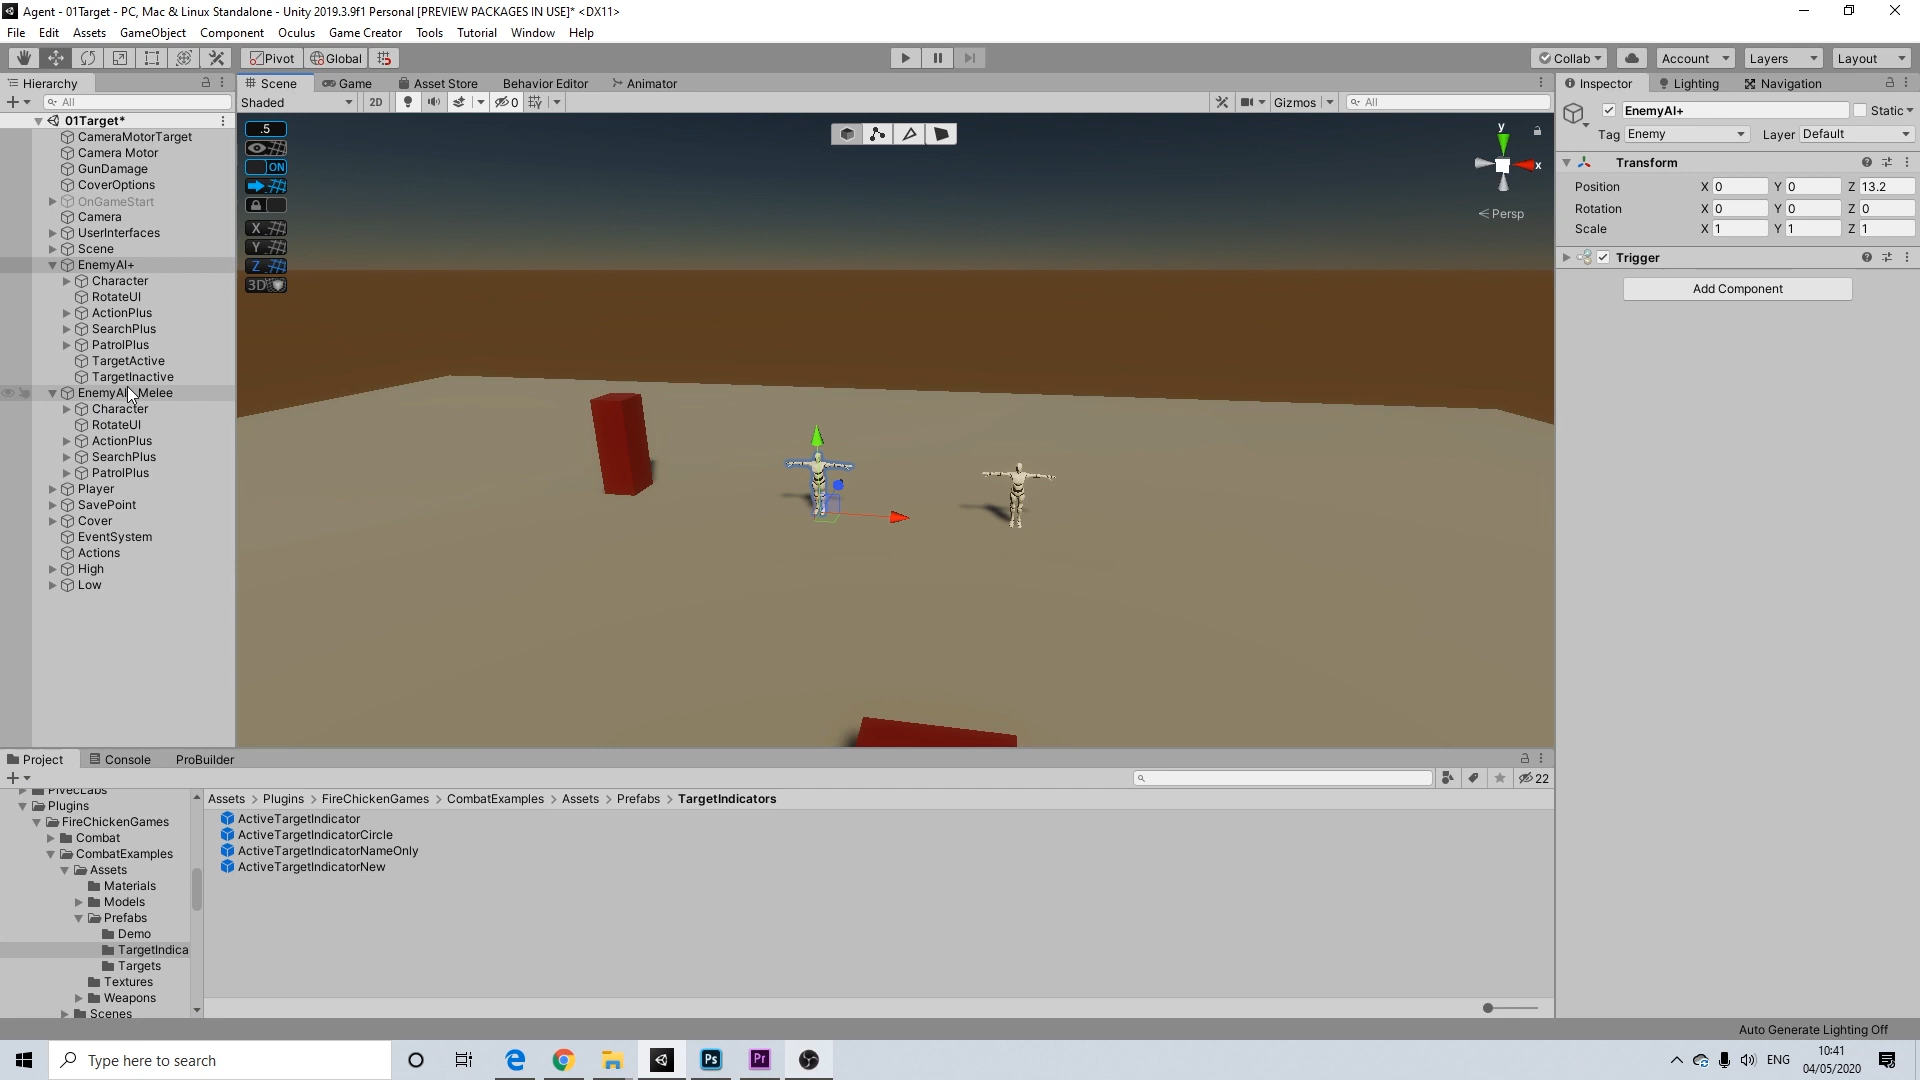 Agent - 01Target - PC, Mac & Linux Standalone - Unity 2019.3.9f1 Personal [PREVIEW PACKAGES IN USE]* <DX11>
File Edit Assets GameObject Component Oculus Game Creator Tools Tutorial Window Help
Pivot Global Collab Account Layers Layout
Hierarchy
All
01Target*
CameraMotorTarget
Camera Motor
GunDamage
CoverOptions
OnGameStart
Camera
UserInterfaces
Scene
EnemyAI+
Character
RotateUI
ActionPlus
SearchPlus
PatrolPlus
TargetActive
TargetInactive
EnemyAI Melee
Character
RotateUI
ActionPlus
SearchPlus
PatrolPlus
Player
SavePoint
Cover
EventSystem
Actions
High
Low
Scene Game Asset Store Behavior Editor Animator
Shaded 2D 0 Gizmos All
.5
ON
X
Y
Z
3D
y
x
Persp
Inspector Lighting Navigation
EnemyAI+ Static
Tag Enemy Layer Default
Transform
Position X 0 Y 0 Z 13.2
Rotation X 0 Y 0 Z 0
Scale X 1 Y 1 Z 1
Trigger
Add Component
Project Console ProBuilder
22
PivecLabs
Plugins
FireChickenGames
Combat
CombatExamples
Assets
Materials
Models
Prefabs
Demo
TargetIndica
Targets
Textures
Weapons
Scenes
Assets > Plugins > FireChickenGames > CombatExamples > Assets > Prefabs > TargetIndicators
ActiveTargetIndicator
ActiveTargetIndicatorCircle
ActiveTargetIndicatorNameOnly
ActiveTargetIndicatorNew
Auto Generate Lighting Off
Type here to search
Ps
Pr
ENG
10:41
04/05/2020